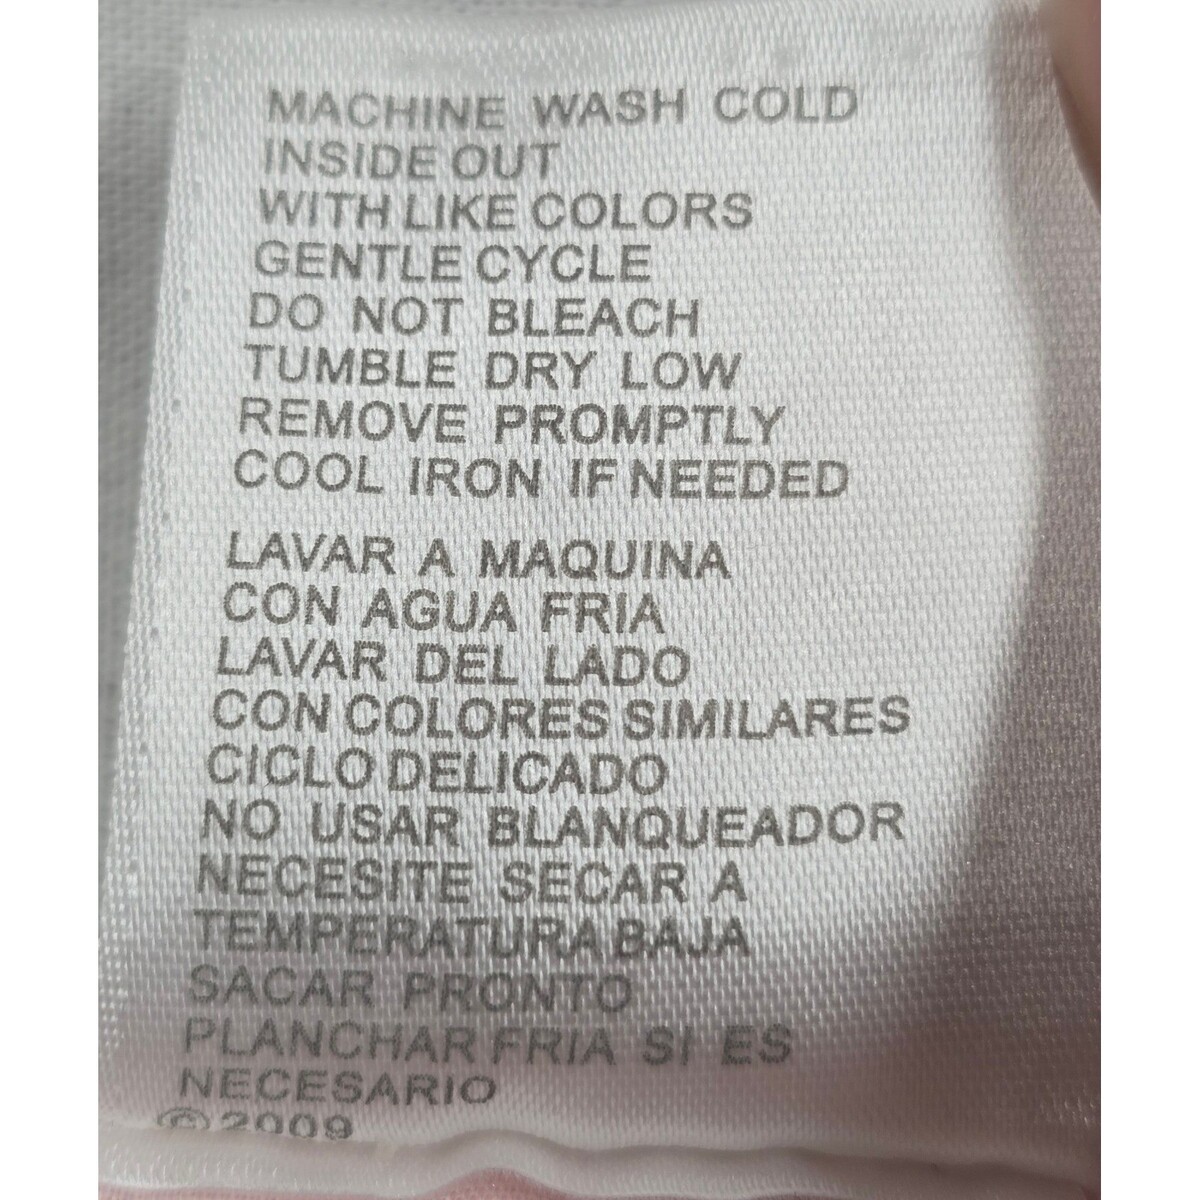 MACHINE WASH COLD
INSIDE OUT
WITH LIKE COLORS
GENTLE CYCLE
DO NOT BLEACH
TUMBLE DRY LOW
REMOVE PROMPTLY
COOL IRON IF NEEDED
LAVAR A MAQUINA
CON AGUA FRIA
LAVAR DEL LADO
CON COLORES SIMILARES
CICLO DELICADO
NO USAR BLANQUEADOR
NECESITE SECAR A
TEMPERATURA BAJA
SACAR PRONTO
PLANCHAR FRIA SI ES
NECESARIO
©2009